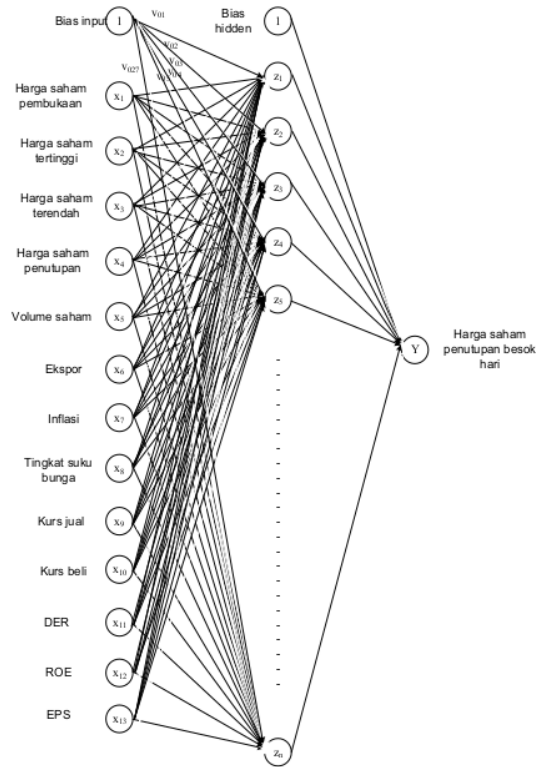 Bias input
1
v01
Bias
hidden
1
v02
v03
v04
v027
z1
Harga saham
pembukaan
x1
z2
Harga saham
tertinggi
x2
z3
Harga saham
terendah
x3
z4
Harga saham
penutupan
x4
z5
Volume saham
x5
Y
Harga saham
penutupan besok
hari
Ekspor
x6
Inflasi
x7
Tingkat suku
bunga
x8
Kurs jual
x9
Kurs beli
x10
DER
x11
ROE
x12
EPS
x13
zn